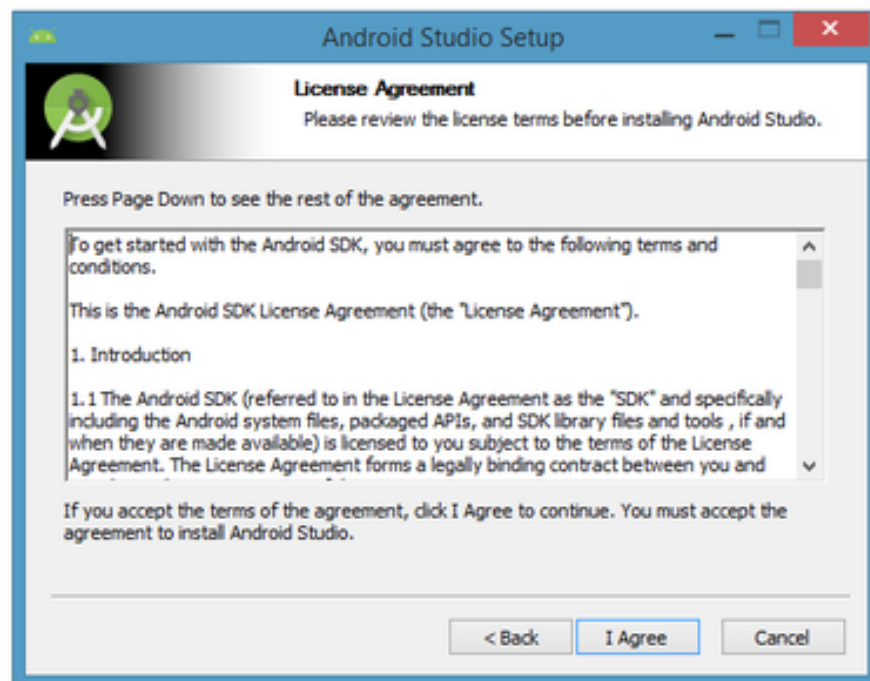 Android Studio Setup
License Agreement
Please review the license terms before installing Android Studio.
Press Page Down to see the rest of the agreement.
To get started with the Android SDK, you must agree to the following terms and
conditions.
This is the Android SDK License Agreement (the "License Agreement").
1. Introduction
1.1 The Android SDK (referred to in the License Agreement as the "SDK" and specifically
including the Android system files, packaged APIs, and SDK library files and tools , if and
when they are made available) is licensed to you subject to the terms of the License
Agreement. The License Agreement forms a legally binding contract between you and
If you accept the terms of the agreement, click I Agree to continue. You must accept the
agreement to install Android Studio.
< Back
I Agree
Cancel